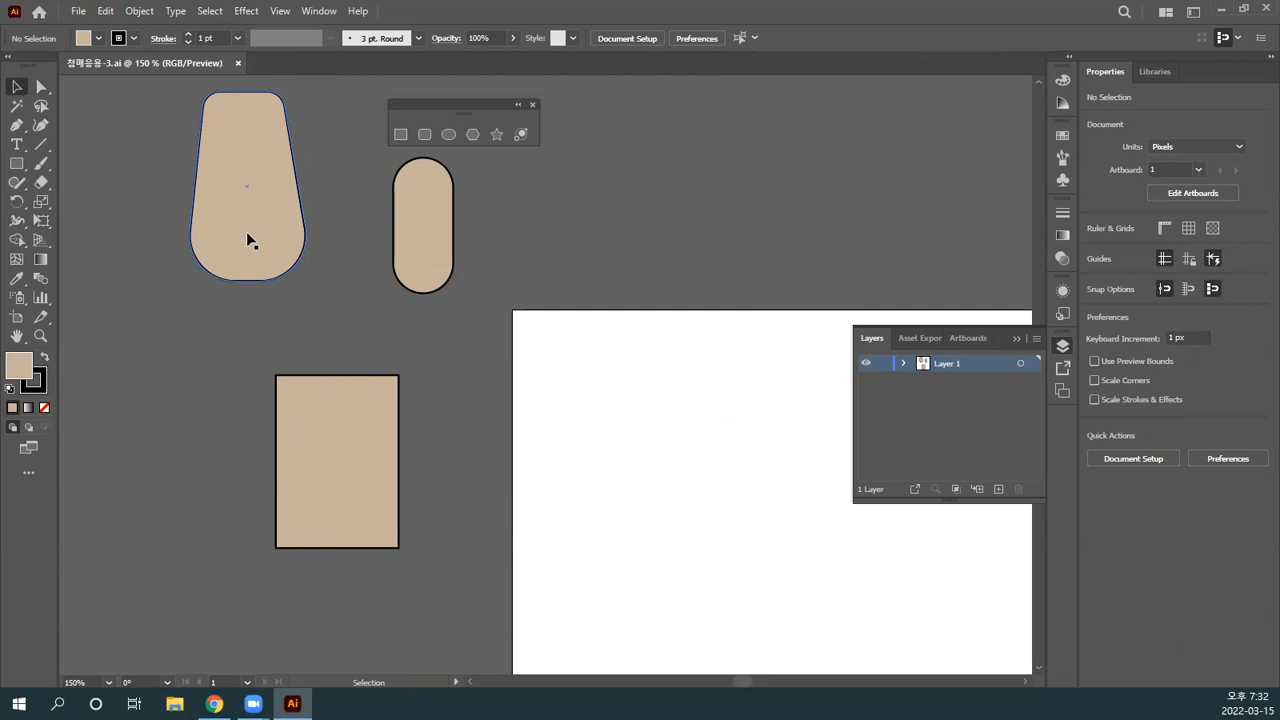 Ai File Edit Object Type Select Effect View Window Help
No Selection Stroke: 1 pt 3 pt. Round Opacity: 100% Style: Document Setup Preferences
첨매응용-3.ai @ 150 % (RGB/Preview)
Properties Libraries
No Selection
Document
Units: Pixels
Artboard: 1
Edit Artboards
Ruler & Grids
Guides
Snap Options
Preferences
Keyboard Increment: 1 px
Use Preview Bounds
Scale Corners
Scale Strokes & Effects
Quick Actions
Document Setup Preferences
Layers Asset Expor Artboards
Layer 1
1 Layer
150% 0° 1 Selection
Ai
오후 7:32
2022-03-15